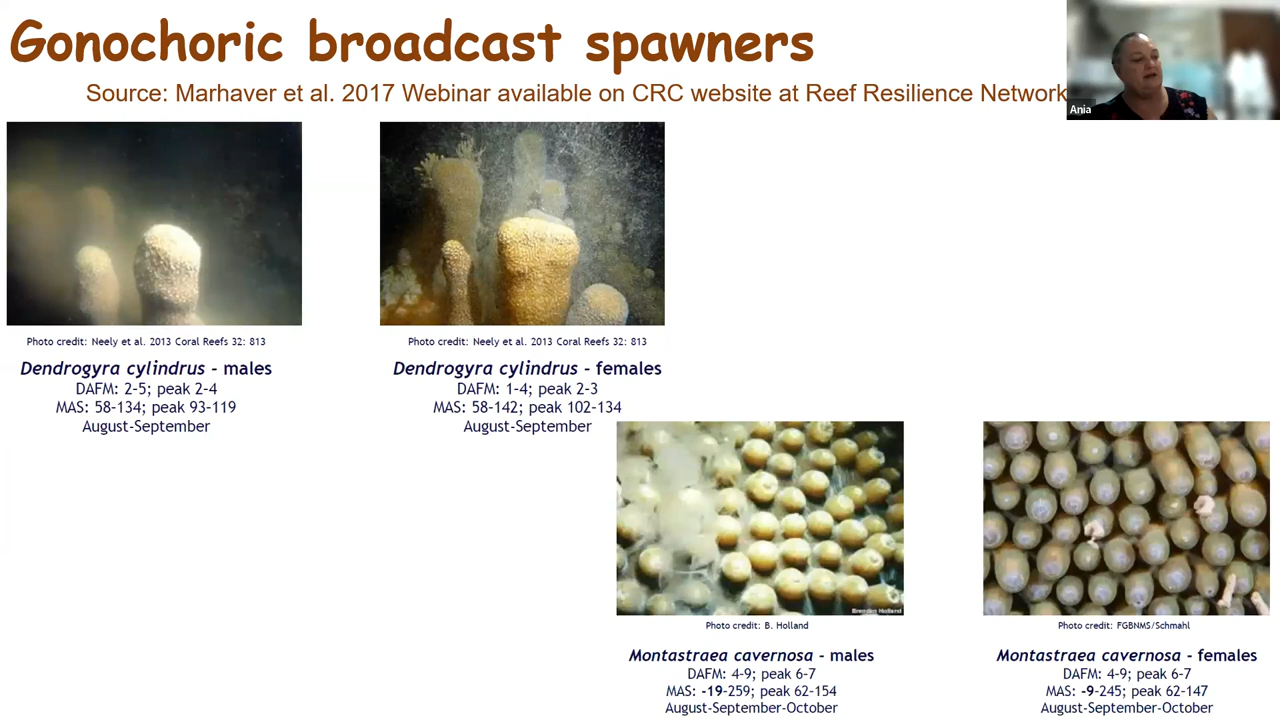 Gonochoric broadcast spawners
Source: Marhaver et al. 2017 Webinar available on CRC website at Reef Resilience Network
Ania
Photo credit: Neely et al. 2013 Coral Reefs 32: 813
Dendrogyra cylindrus - males
DAFM: 2-5; peak 2-4
MAS: 58-134; peak 93-119
August-September
Photo credit: Neely et al. 2013 Coral Reefs 32: 813
Dendrogyra cylindrus - females
DAFM: 1-4; peak 2-3
MAS: 58-142; peak 102-134
August-September
Brenden Holland
Photo credit: B. Holland
Montastraea cavernosa - males
DAFM: 4-9; peak 6-7
MAS: -19-259; peak 62-154
August-September-October
Photo credit: FGBNMS/Schmahl
Montastraea cavernosa - females
DAFM: 4-9; peak 6-7
MAS: -9-245; peak 62-147
August-September-October